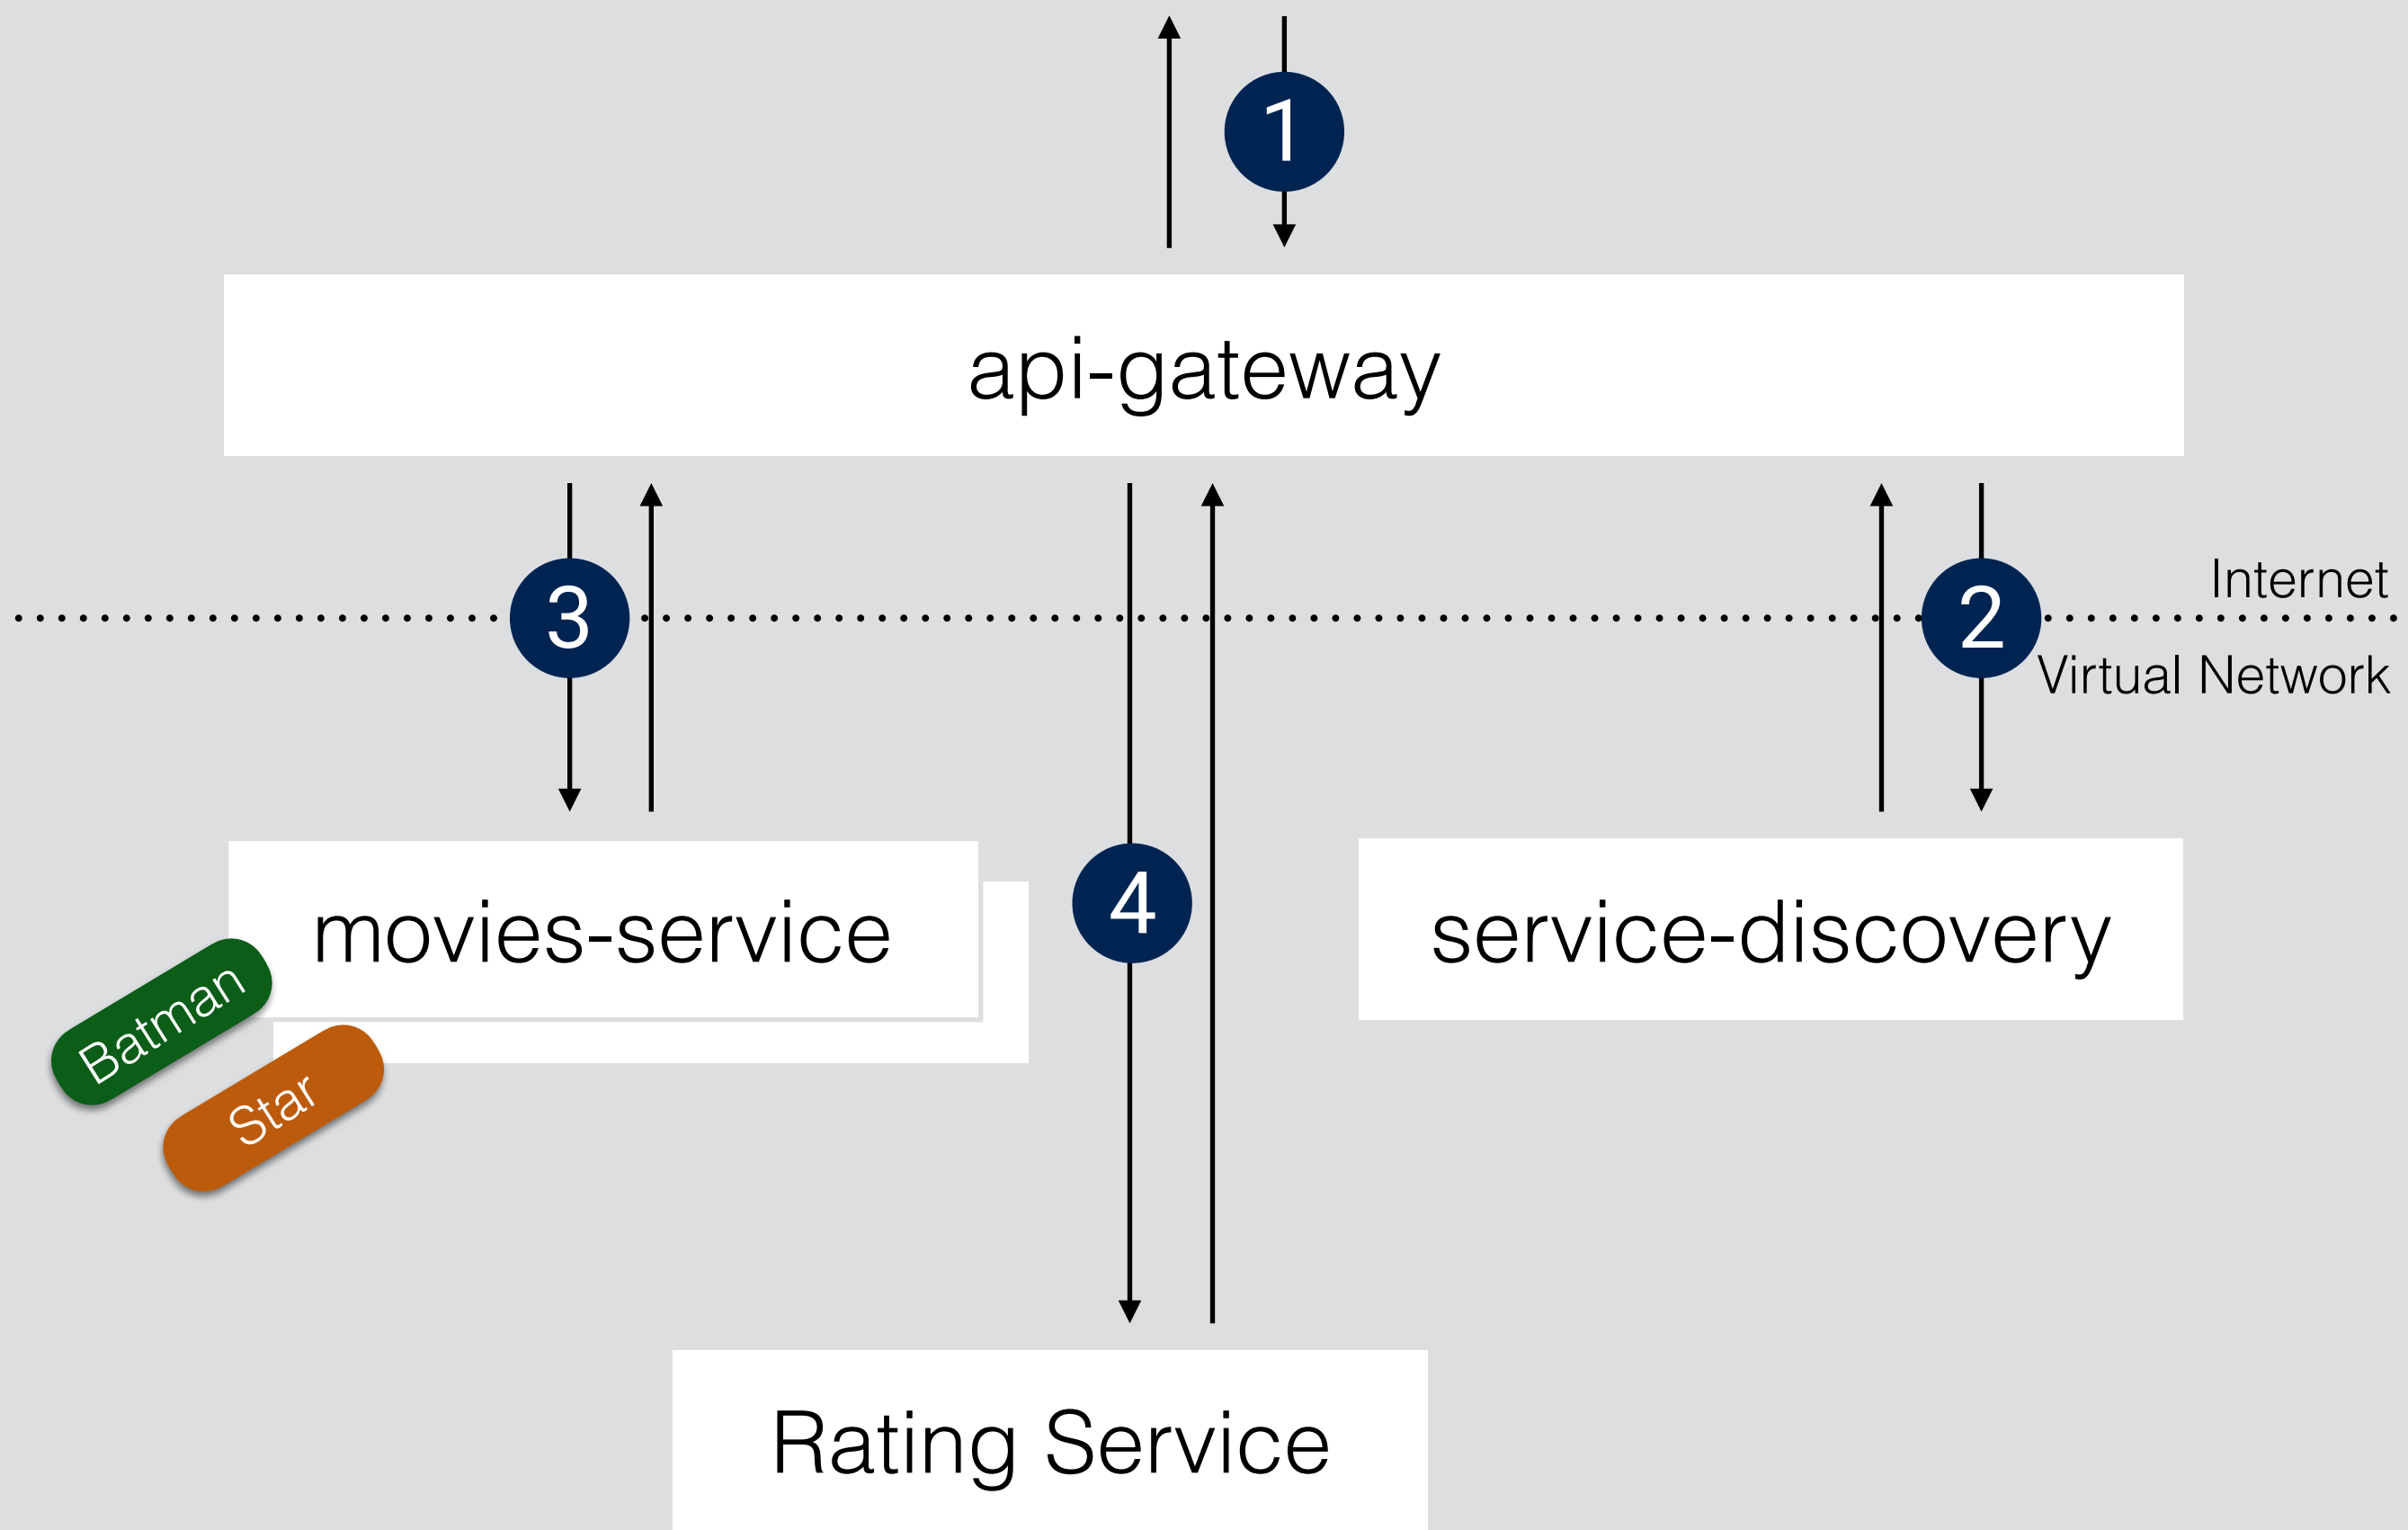 1
api-gateway
Internet
3
2
Virtual Network
movies-service
4
service-discovery
Batman
Star
Rating Service